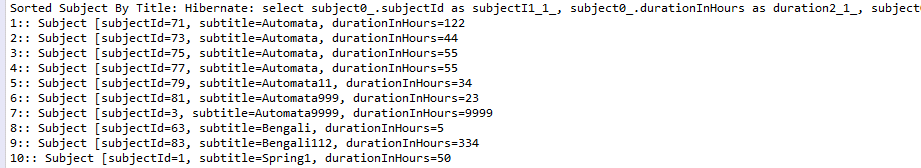 Sorted Subject By Title: Hibernate: select subject0_.subjectId as subjectI1_1_, subject0_.durationInHours as duration2_1_, subject
1:: Subject [subjectId=71, subtitle=Automata, durationInHours=122
2:: Subject [subjectId=73, subtitle=Automata, durationInHours=44
3:: Subject [subjectId=75, subtitle=Automata, durationInHours=55
4:: Subject [subjectId=77, subtitle=Automata, durationInHours=55
5:: Subject [subjectId=79, subtitle=Automata11, durationInHours=34
6:: Subject [subjectId=81, subtitle=Automata999, durationInHours=23
7:: Subject [subjectId=3, subtitle=Automata9999, durationInHours=9999
8:: Subject [subjectId=63, subtitle=Bengali, durationInHours=5
9:: Subject [subjectId=83, subtitle=Bengali112, durationInHours=334
10:: Subject [subjectId=1, subtitle=Spring1, durationInHours=50